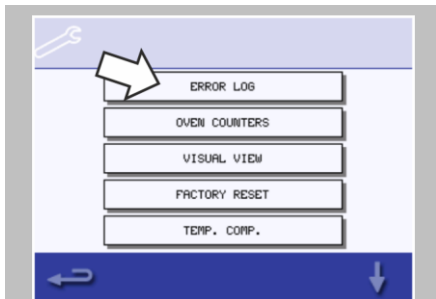 ERROR LOG
OVEN COUNTERS
VISUAL VIEW
FACTORY RESET
TEMP. COMP.